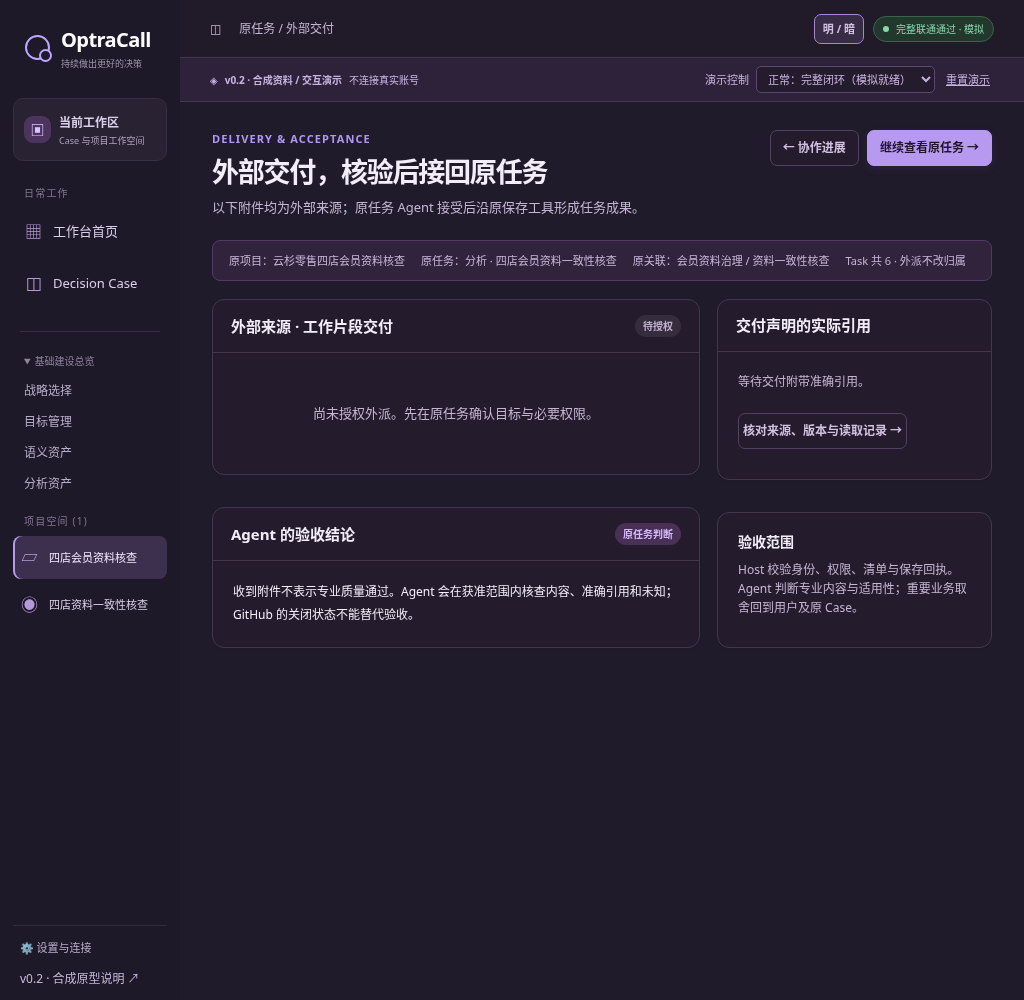 OptraCall
持续做出更好的决策
当前工作区
Case 与项目工作空间
日常工作
工作台首页
Decision Case
▼ 基础建设总览
战略选择
目标管理
语义资产
分析资产
项目空间 (1)
四店会员资料核查
四店资料一致性核查
设置与连接
v0.2 · 合成原型说明 ↗
原任务 / 外部交付
明 / 暗
完整联通通过 · 模拟
◈ v0.2 · 合成资料 / 交互演示 不连接真实账号
演示控制
正常：完整闭环（模拟就绪）
重置演示
DELIVERY & ACCEPTANCE
外部交付，核验后接回原任务
以下附件均为外部来源；原任务 Agent 接受后沿原保存工具形成任务成果。
← 协作进展
继续查看原任务 →
原项目：云杉零售四店会员资料核查 原任务：分析 · 四店会员资料一致性核查 原关联：会员资料治理 / 资料一致性核查 Task 共 6 · 外派不改归属
外部来源 · 工作片段交付
待授权
尚未授权外派。先在原任务确认目标与必要权限。
交付声明的实际引用
等待交付附带准确引用。
核对来源、版本与读取记录 →
Agent 的验收结论
原任务判断
收到附件不表示专业质量通过。Agent 会在获准范围内核查内容、准确引用和未知；
GitHub 的关闭状态不能替代验收。
验收范围
Host 校验身份、权限、清单与保存回执。
Agent 判断专业内容与适用性；重要业务取
舍回到用户及原 Case。